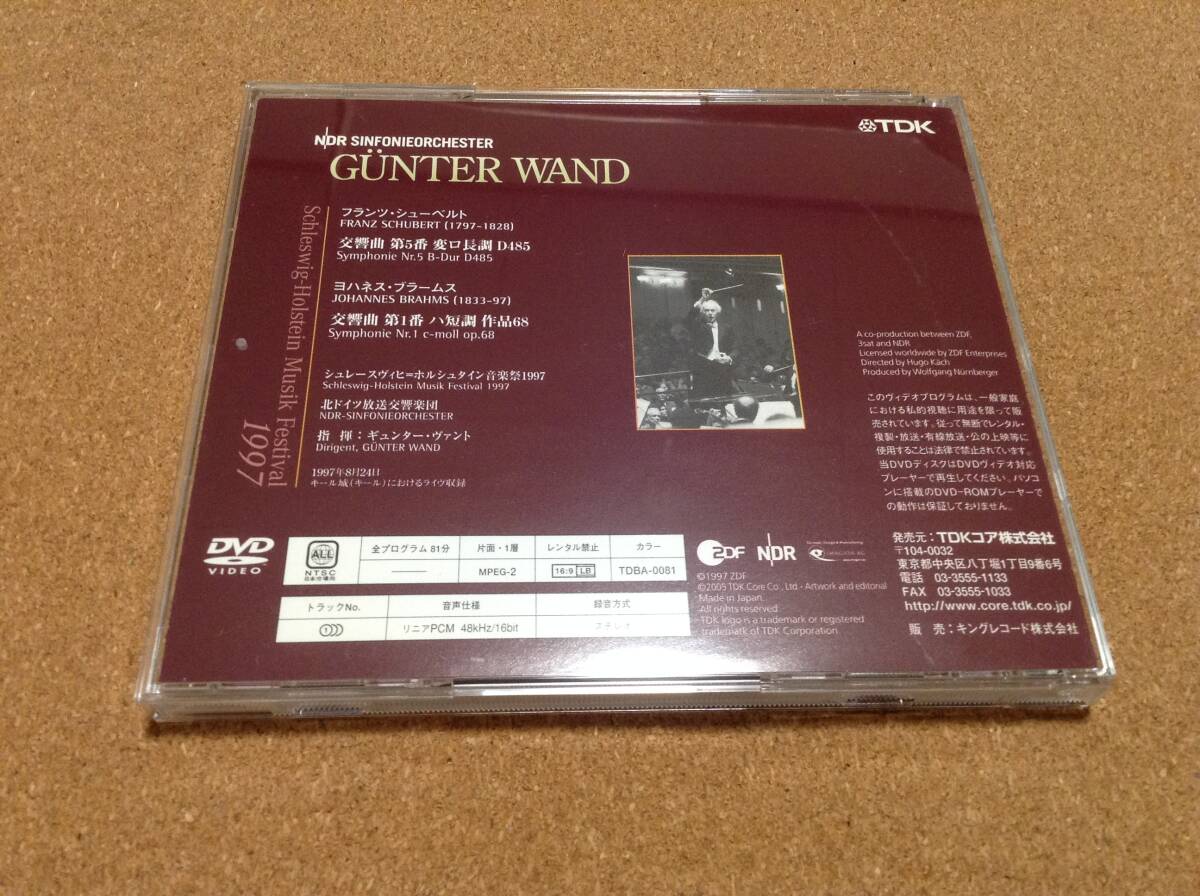 NDR SINFONIEORCHESTER
GÜNTER WAND
TDK
Schleswig-Holstein Musik Festival
1997
フランツ・シューベルト
FRANZ SCHUBERT (1797-1828)
交響曲 第5番 変ロ長調 D485
Symphonie Nr.5 B-Dur D485
ヨハネス・ブラームス
JOHANNES BRAHMS (1833-97)
交響曲 第1番 ハ短調 作品68
Symphonie Nr.1 c-moll op.68
シュレースヴィヒ=ホルシュタイン音楽祭1997
Schleswig-Holstein Musik Festival 1997
北ドイツ放送交響楽団
NDR-SINFONIEORCHESTER
指 揮：ギュンター・ヴァント
Dirigent, GÜNTER WAND
1997年8月24日
キール城(キール)におけるライヴ収録
A co-production between ZDF,
3sat and NDR
Licensed worldwide by ZDF Enterprises
Directed by Hugo Käch
Produced by Wolfgang Nürnberger
このヴィデオプログラムは、一般家庭
における私的視聴に用途を限って販
売されています。従って無断でレンタル・
複製・放送・有線放送・公の上映等に
使用することは法律で禁止されています。
当DVDディスクはDVDヴィデオ対応
プレーヤーで再生してください。パソコ
ンに搭載のDVD-ROMプレーヤーで
の動作は保証しておりません。
DVD
VIDEO
ALL
NTSC
日本市場用
全プログラム 81分
片面・1層
レンタル禁止
カラー
MPEG-2
16:9 LB
TDBA-0081
トラックNo.
音声仕様
録音方式
1
リニアPCM 48kHz/16bit
ステレオ
ZDF
NDR
IMAGION AG
©1997 ZDF
©2005 TDK Core Co., Ltd - Artwork and editorial
Made in Japan.
All rights reserved
TDK logo is a trademark or registered
trademark of TDK Corporation.
発売元：TDKコア株式会社
〒104-0032
東京都中央区八丁堀1丁目9番6号
電話 03-3555-1133
FAX 03-3555-1033
http://www.core.tdk.co.jp/
販 売：キングレコード株式会社